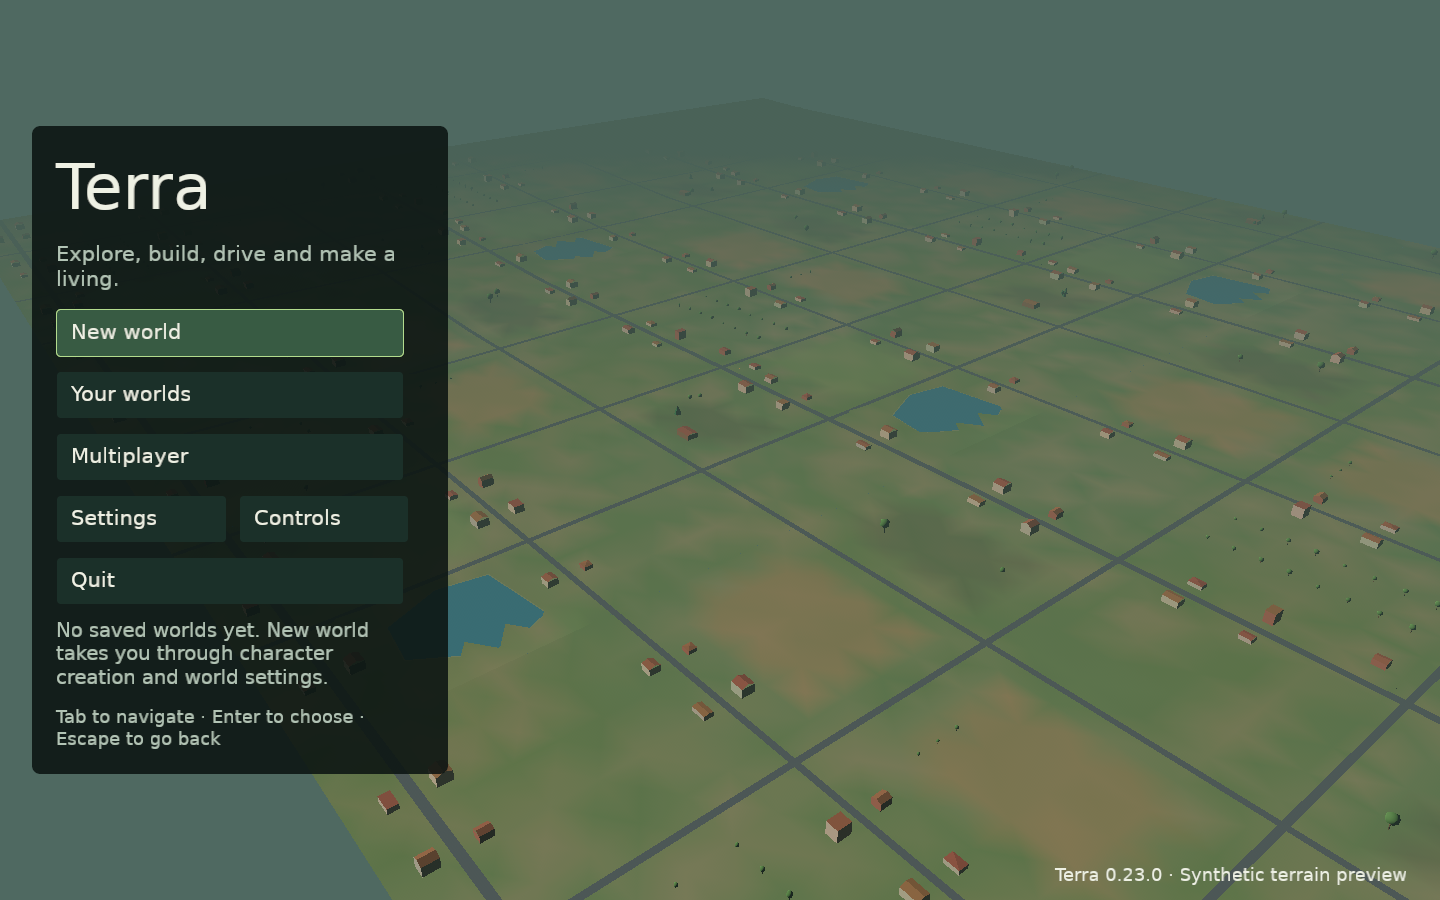 Terra
Explore, build, drive and make a
living.
New world
Your worlds
Multiplayer
Settings
Controls
Quit
No saved worlds yet. New world
takes you through character
creation and world settings.
Tab to navigate · Enter to choose ·
Escape to go back
Terra 0.23.0 · Synthetic terrain preview